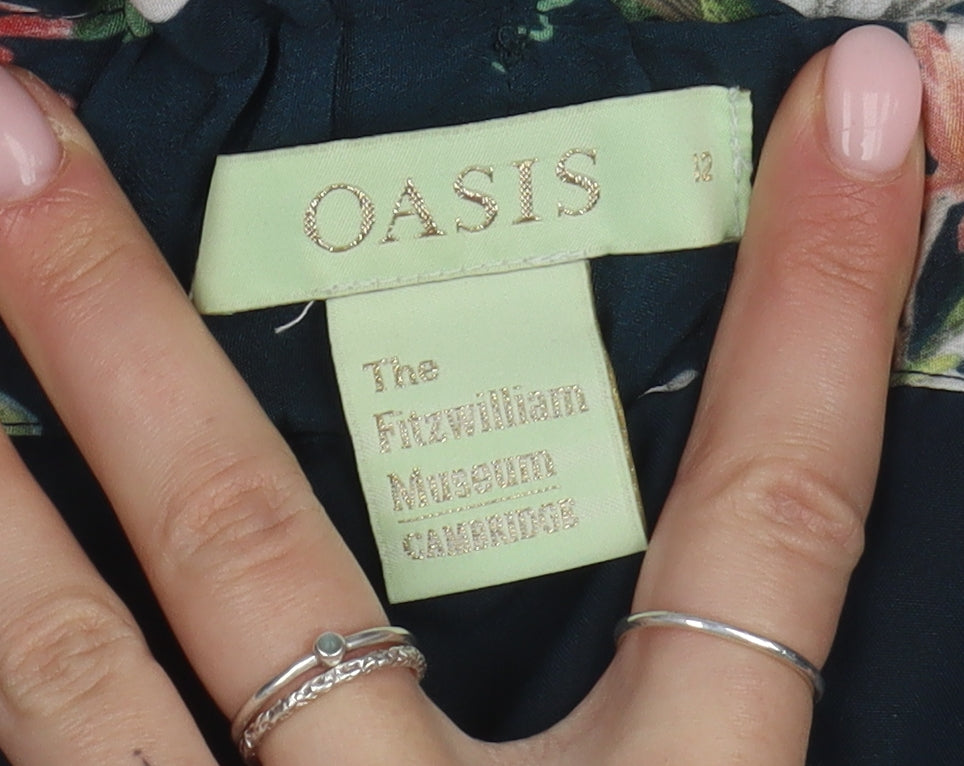 OASIS 12
The
Fitzwilliam
Museum
CAMBRIDGE